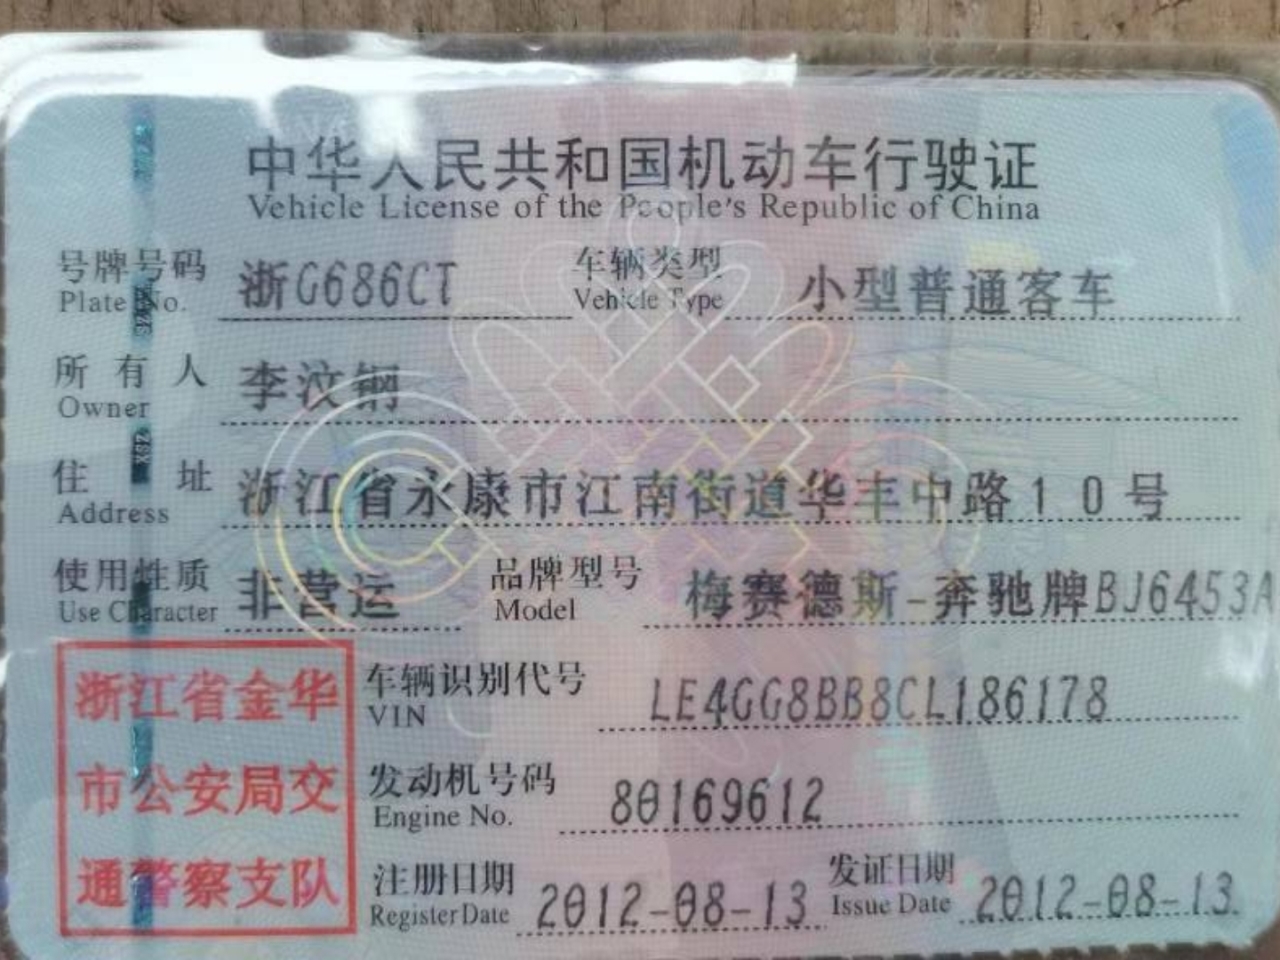 中华人民共和国机动车行驶证
Vehicle License of the People's Republic of China
号牌号码 浙G686CT 车辆类型 小型普通客车
Plate No. Vehicle Type
所有人 李汶钢
Owner
住址 浙江省永康市江南街道华丰中路10号
Address
使用性质 非营运 品牌型号 梅赛德斯-奔驰牌BJ6453A
Use Character Model
浙江省金华
市公安局交
通警察支队
车辆识别代号 LE4GG8BB8CL186178
VIN
发动机号码 80169612
Engine No.
注册日期 2012-08-13 发证日期 2012-08-13
Register Date Issue Date